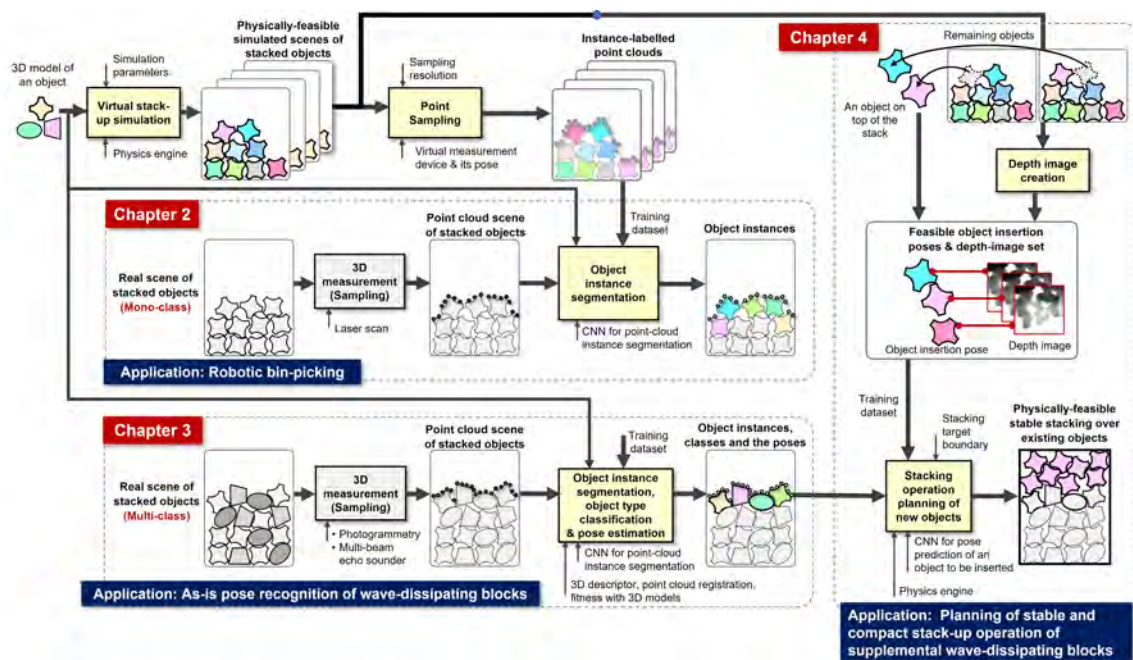 3D model of
an object
Simulation
parameters
Virtual stack-
up simulation
Physics engine
Physically-feasible
simulated scenes of
stacked objects
Sampling
resolution
Point
Sampling
Virtual measurement
device & its pose
Instance-labelled
point clouds
Chapter 2
Real scene of
stacked objects
(Mono-class)
3D
measurement
(Sampling)
Laser scan
Point cloud scene
of stacked objects
Training
dataset
Object
instance
segmentation
CNN for point-cloud
instance segmentation
Object instances
Application: Robotic bin-picking
Chapter 3
Real scene of
stacked objects
(Multi-class)
3D
measurement
(Sampling)
• Photogrammetry
• Multi-beam
echo sounder
Point cloud scene
of stacked objects
Training
dataset
Object instance
segmentation,
object type
classification
& pose estimation
CNN for point-cloud
instance segmentation
3D descriptor, point cloud registration,
fitness with 3D models
Object instances,
classes and the poses
Application: As-is pose recognition of wave-dissipating blocks
Chapter 4
Remaining objects
An object on
top of the
stack
Depth image
creation
Feasible object insertion
poses & depth-image set
Object insertion pose
Depth image
Training
dataset
Stacking
target
boundary
Stacking
operation
planning of
new objects
CNN for pose
prediction of an
object to be inserted
Physics engine
Physically-feasible
stable stacking over
existing objects
Application: Planning of stable and
compact stack-up operation of
supplemental wave-dissipating blocks